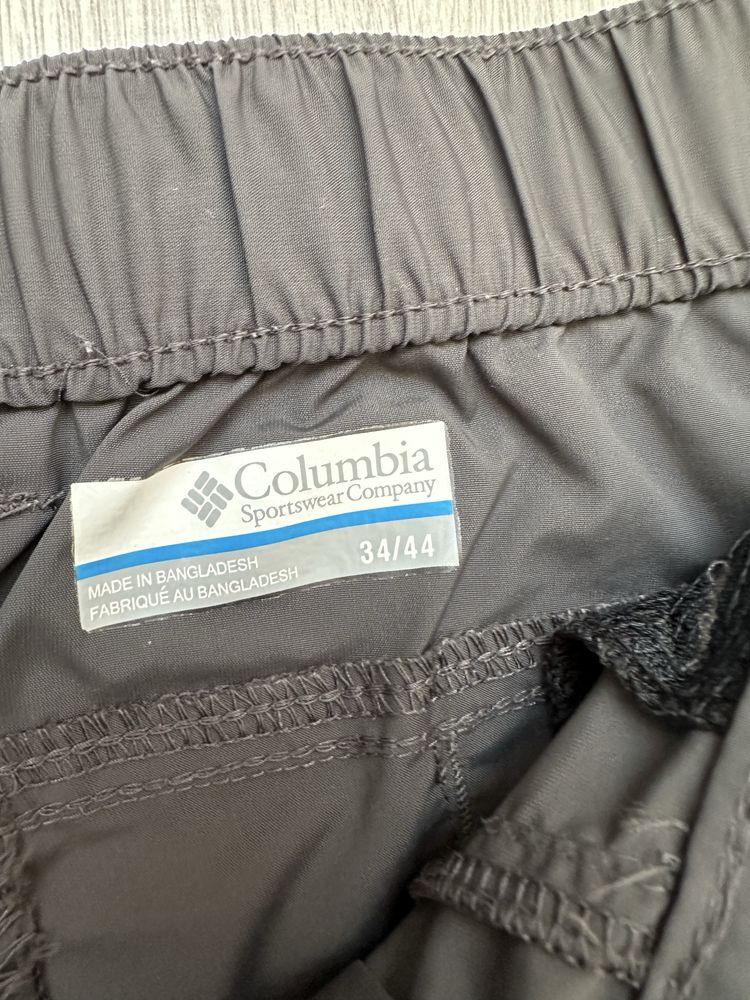 Columbia
Sportswear Company
34/44
MADE IN BANGLADESH
FABRIQUÉ AU BANGLADESH